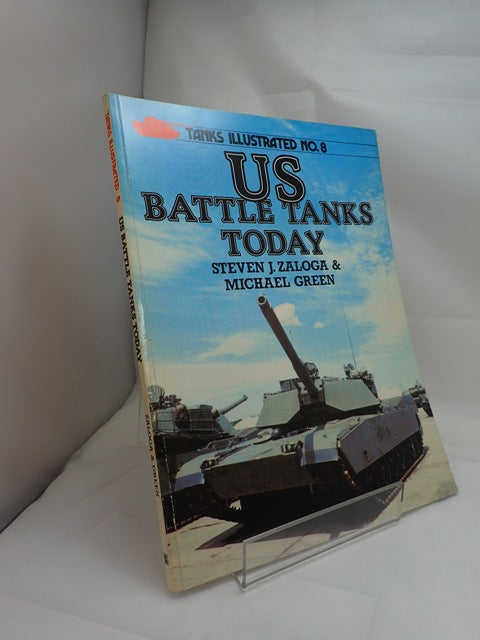 TANKS ILLUSTRATED NO. 8
US
BATTLE TANKS
TODAY
STEVEN J. ZALOGA &
MICHAEL GREEN
TANKS ILLUSTRATED 8
US BATTLE TANKS TODAY
ZALOGA & GREEN